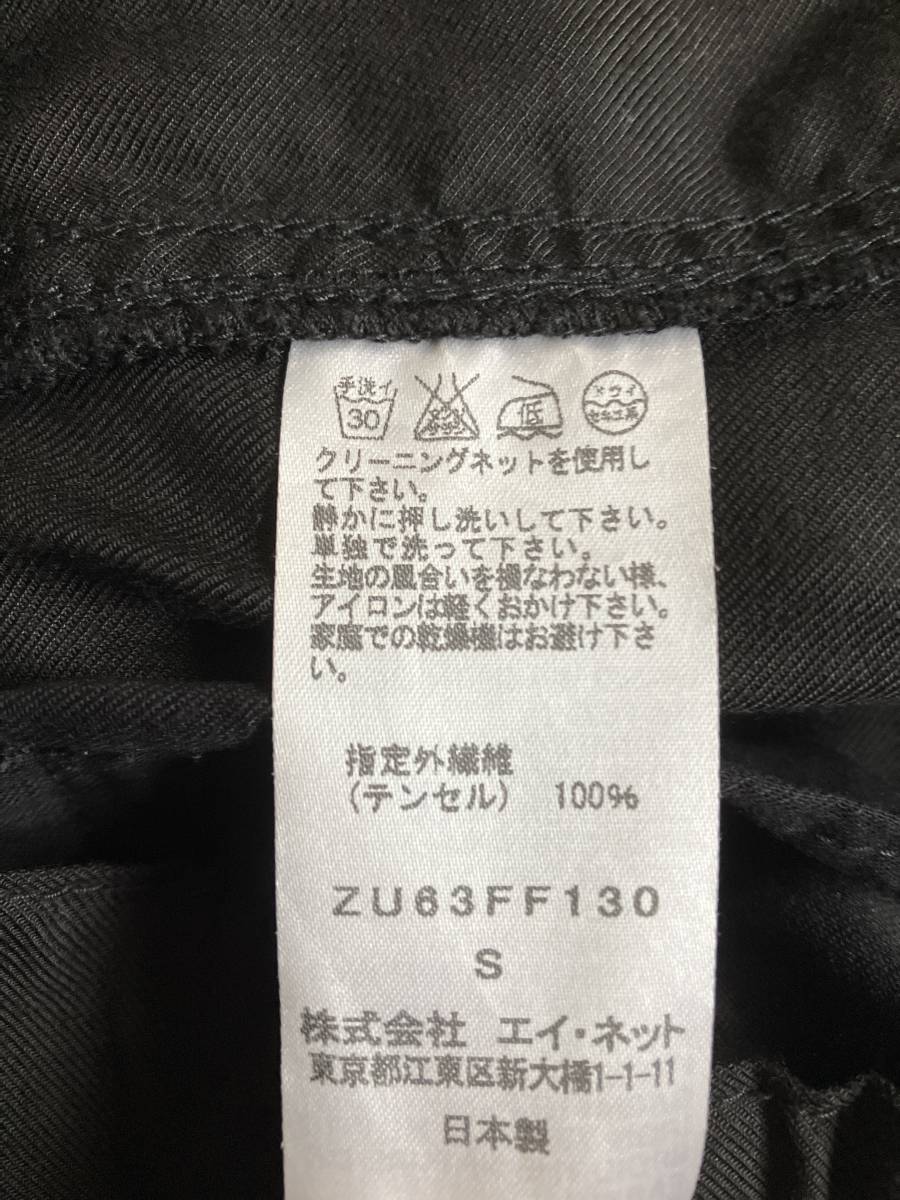 手洗イ
30
エンソ
サラシ
低
ドライ
セキユ系
クリーニングネットを使用し
て下さい。
静かに押し洗いして下さい。
単独で洗って下さい。
生地の風合いを損なわない様、
アイロンは軽くおかけ下さい。
家庭での乾燥機はお避け下さ
い。
指定外繊維
(テンセル) 100%
ZU63FF130
S
株式会社 エイ・ネット
東京都江東区新大橋1-1-11
日本製